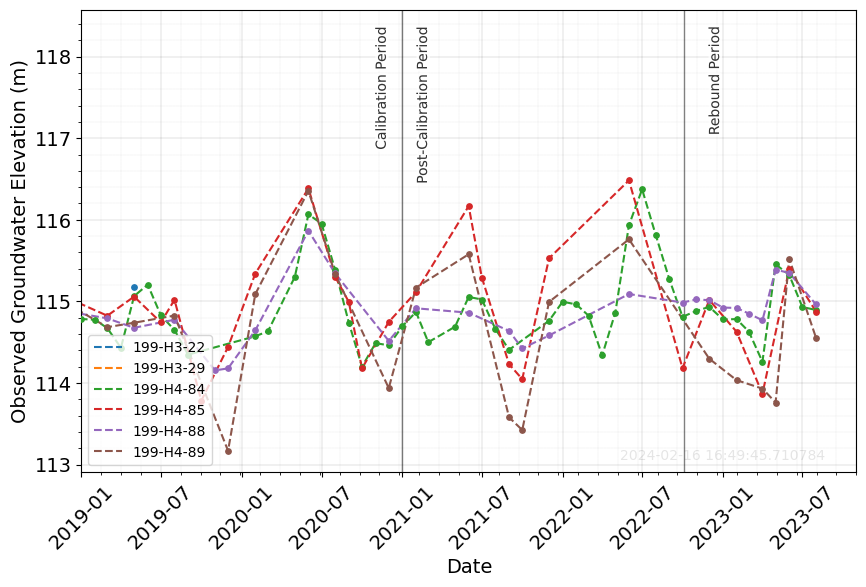 118
117
116
115
114
113
Observed Groundwater Elevation (m)
Calibration Period
Post-Calibration Period
Rebound Period
199-H3-22
199-H3-29
199-H4-84
199-H4-85
199-H4-88
199-H4-89
2024-02-16 16:49:45.710784
2019-01
2019-07
2020-01
2020-07
2021-01
2021-07
2022-01
2022-07
2023-01
2023-07
Date